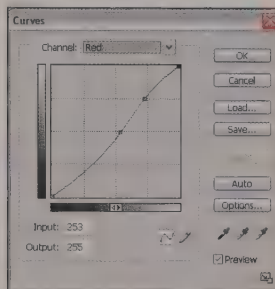 Curves
Channel: Red
OK
Cancel
Load...
Save...
Auto
Options...
Input: 253
Output: 255
Preview